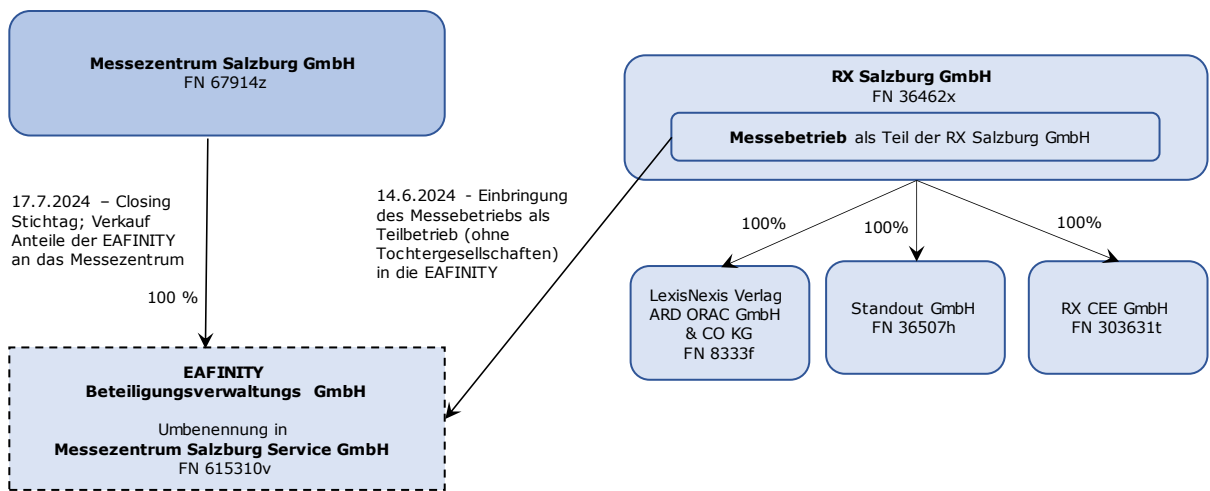 Messezentrum Salzburg GmbH
FN 67914z
RX Salzburg GmbH
FN 36462x
Messebetrieb als Teil der RX Salzburg GmbH
17.7.2024 – Closing
Stichtag; Verkauf
Anteile der EAFINITY
an das Messezentrum
100 %
14.6.2024 - Einbringung
des Messebetriebs als
Teilbetrieb (ohne
Tochtergesellschaften)
in die EAFINITY
100%
100%
100%
LexisNexis Verlag
ARD ORAC GmbH
& CO KG
FN 8333f
Standout GmbH
FN 36507h
RX CEE GmbH
FN 303631t
EAFINITY
Beteiligungsverwaltungs GmbH
Umbenennung in
Messezentrum Salzburg Service GmbH
FN 615310v